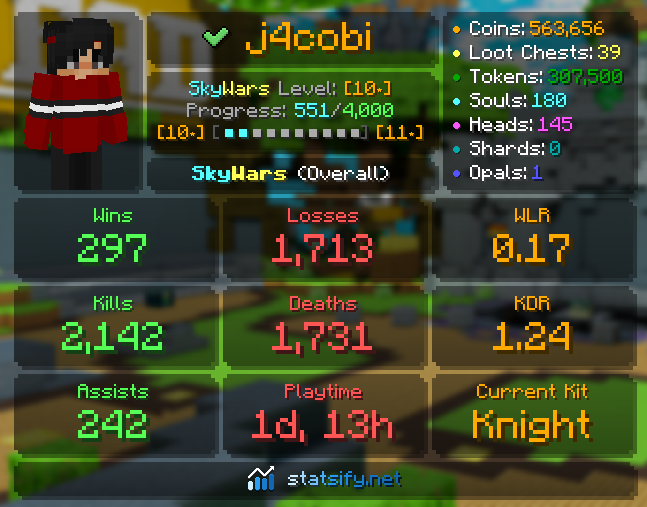 j4cobi
SkyWars Level: [10⋆]
Progress: 551/4,000
[10⋆] [ ■■■■■■■■■■ ] [11⋆]
SkyWars (Overall)
• Coins: 563,656
• Loot Chests: 39
• Tokens: 307,500
• Souls: 180
• Heads: 145
• Shards: 0
• Opals: 1
Wins
297
Losses
1,713
WLR
0.17
Kills
2,142
Deaths
1,731
KDR
1.24
Assists
242
Playtime
1d, 13h
Current Kit
Knight
statsify.net